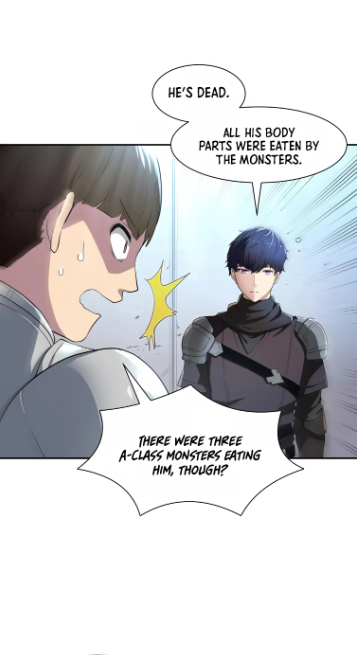 HE'S DEAD.
ALL HIS BODY
PARTS WERE EATEN BY
THE MONSTERS.
THERE WERE THREE
A-CLASS MONSTERS EATING
HIM, THOUGH?